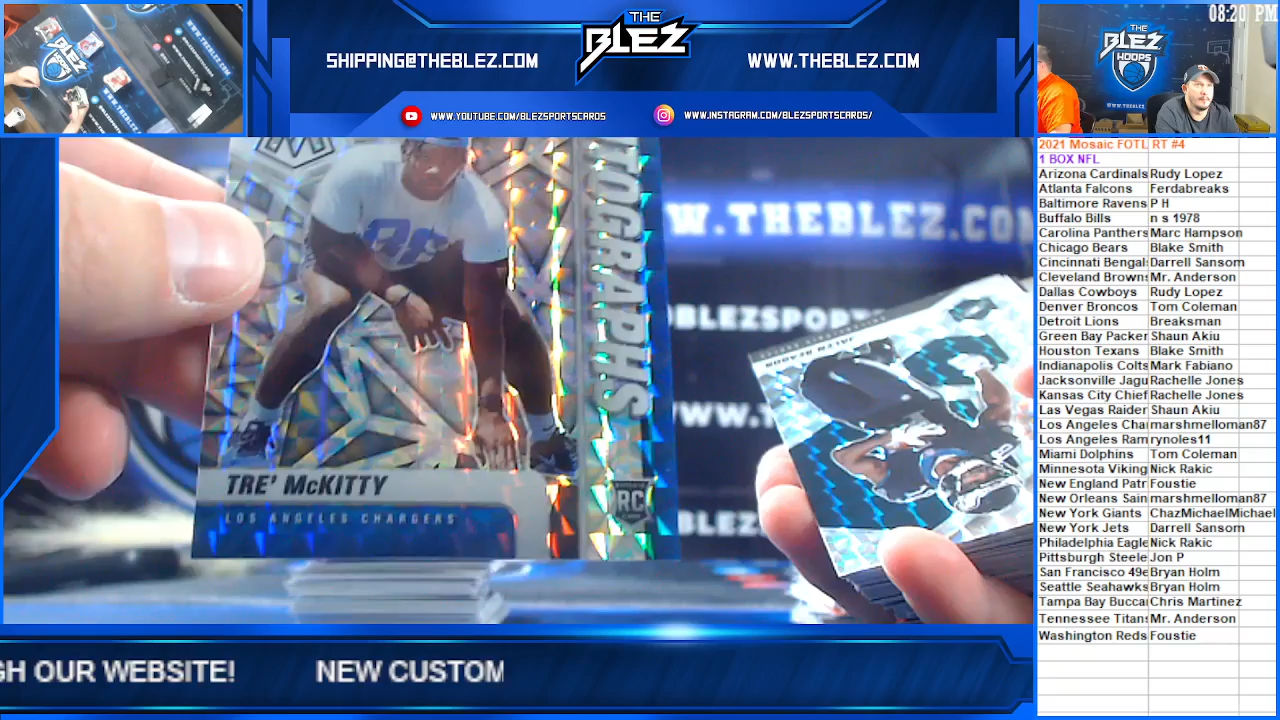 08:20 PM
THE
BLEZ
SHIPPING@THEBLEZ.COM
WWW.THEBLEZ.COM
WWW.YOUTUBE.COM/BLEZSPORTSCARDS
WWW.INSTAGRAM.COM/BLEZSPORTSCARDS/
THE
BLEZ
HOOPS
2021 Mosaic FOTL RT #4
1 BOX NFL
Arizona Cardinals Rudy Lopez
Atlanta Falcons Ferdabreaks
Baltimore Ravens P H
Buffalo Bills n s 1978
Carolina Panthers Marc Hampson
Chicago Bears Blake Smith
Cincinnati Bengal Darrell Sansom
Cleveland Brown Mr. Anderson
Dallas Cowboys Rudy Lopez
Denver Broncos Tom Coleman
Detroit Lions Breaksman
Green Bay Packer Shaun Akiu
Houston Texans Blake Smith
Indianapolis Colts Mark Fabiano
Jacksonville Jagu Rachelle Jones
Kansas City Chief Rachelle Jones
Las Vegas Raider Shaun Akiu
Los Angeles Cha marshmelloman87
Los Angeles Ram rynoles11
Miami Dolphins Tom Coleman
Minnesota Viking Nick Rakic
New England Patr Foustie
New Orleans Sain marshmelloman87
New York Giants ChazMichaelMichael
New York Jets Darrell Sansom
Philadelphia Eagle Nick Rakic
Pittsburgh Steele Jon P
San Francisco 49e Bryan Holm
Seattle Seahawks Bryan Holm
Tampa Bay Bucca Chris Martinez
Tennessee Titan Mr. Anderson
Washington Reds Foustie
TOGRAPHS
W.THEBLEZ.COM
BLEZSPORT
TRE' McKITTY
LOS ANGELES CHARGERS
RC
JALEN REAGOR
GH OUR WEBSITE!
NEW CUSTOM